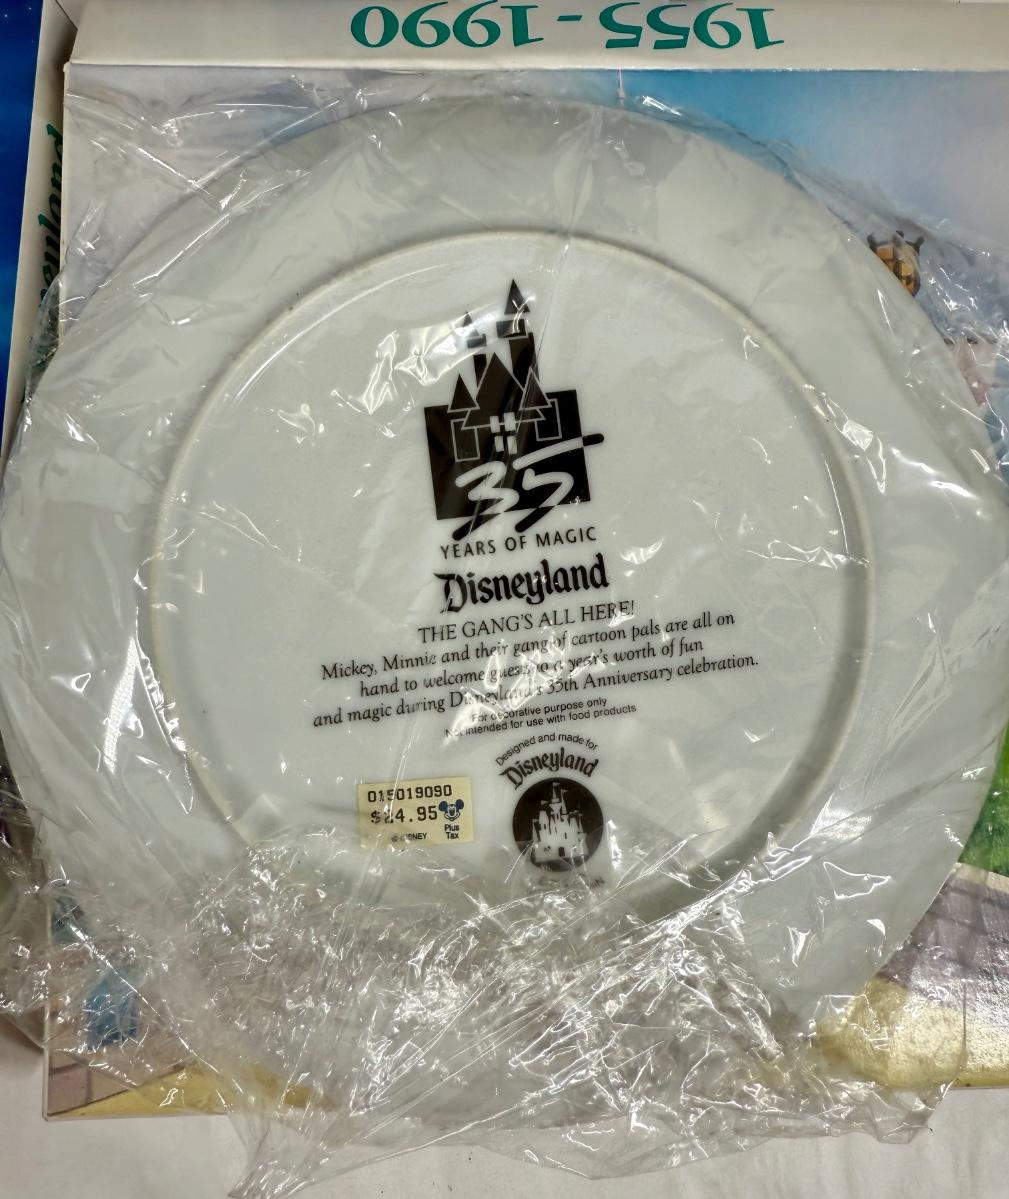 1955-1990
35
YEARS OF MAGIC
Disneyland
THE GANG'S ALL HERE!
Mickey, Minnie and their gang of cartoon pals are all on
hand to welcome guests to a year's worth of fun
and magic during Disneyland's 35th Anniversary celebration.
For decorative purpose only
Not intended for use with food products
Designed and made for
Disneyland
015019090
$24.95
Plus
Tax
© DISNEY